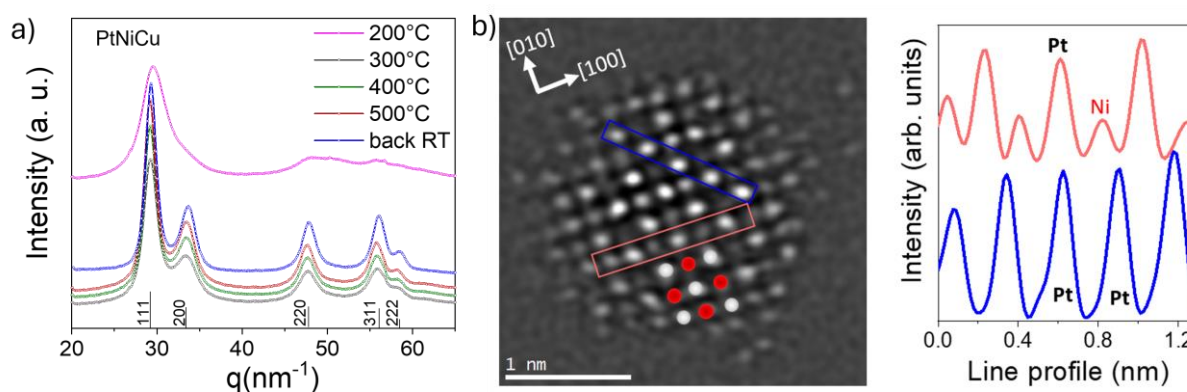 a)
PtNiCu
200°C
300°C
400°C
500°C
back RT
Intensity (a. u.)
111
200
220
311
222
20 30 40 50 60
q(nm⁻¹)
b)
[010]
[100]
1 nm
Intensity (arb. units)
Pt
Ni
Pt
Pt
0 0.4 0.8 1.2
Line profile (nm)